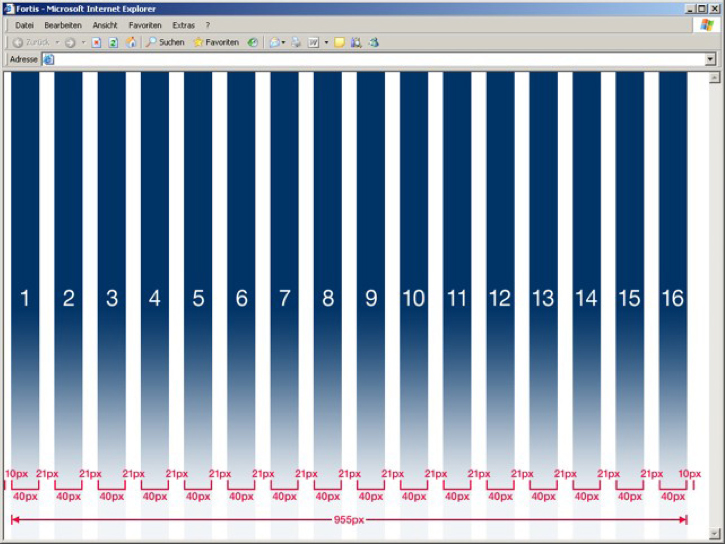 Fortis - Microsoft Internet Explorer
Datei Bearbeiten Ansicht Favoriten Extras ?
Zurück Suchen Favoriten
Adresse
1 2 3 4 5 6 7 8 9 10 11 12 13 14 15 16
10px 21px 21px 21px 21px 21px 21px 21px 21px 21px 21px 21px 21px 21px 21px 21px 10px
40px 40px 40px 40px 40px 40px 40px 40px 40px 40px 40px 40px 40px 40px 40px 40px
955px